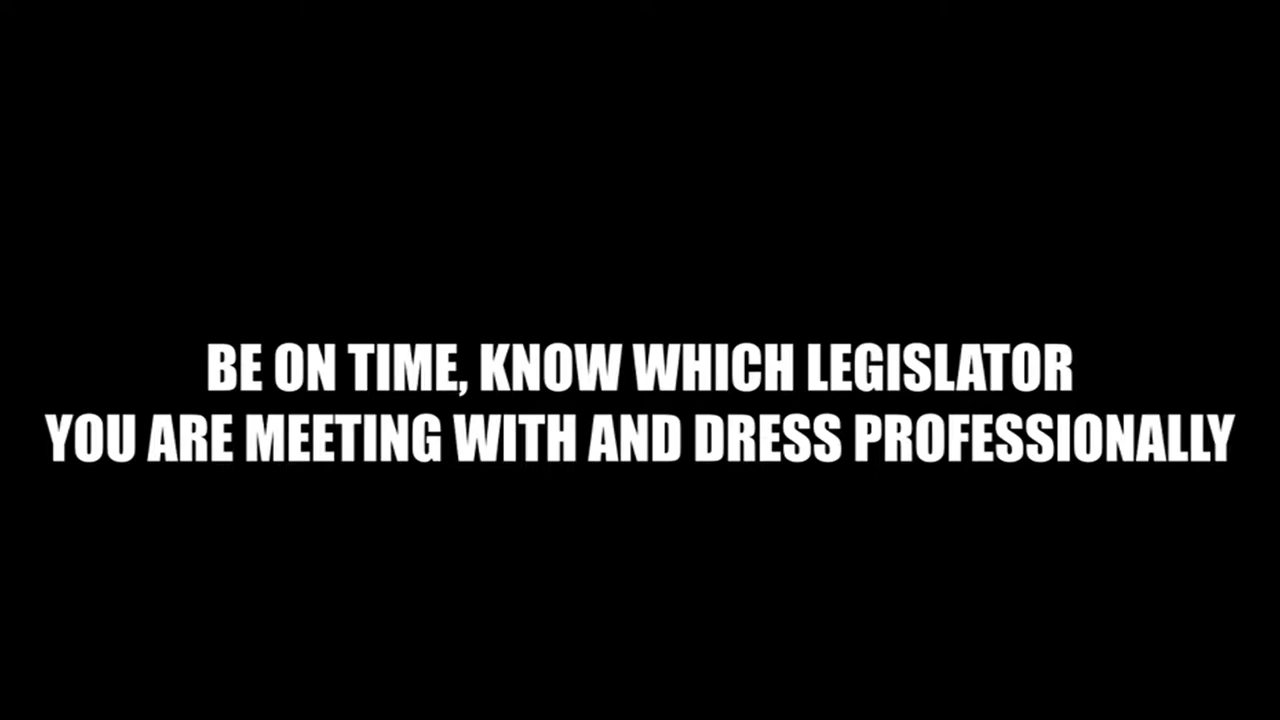 BE ON TIME, KNOW WHICH LEGISLATOR
YOU ARE MEETING WITH AND DRESS PROFESSIONALLY